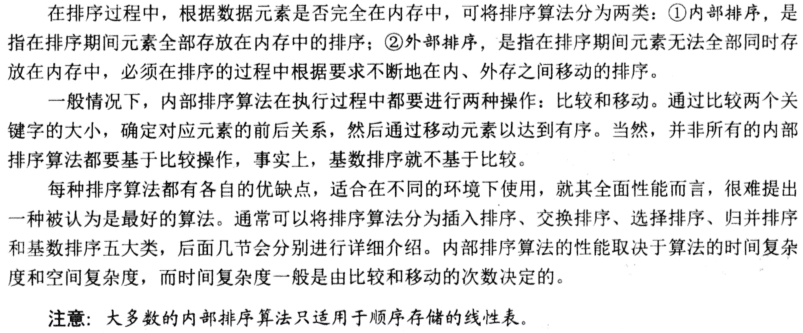 在排序过程中，根据数据元素是否完全在内存中，可将排序算法分为两类：①内部排序，是
指在排序期间元素全部存放在内存中的排序；②外部排序，是指在排序期间元素无法全部同时存
放在内存中，必须在排序的过程中根据要求不断地在内、外存之间移动的排序。
一般情况下，内部排序算法在执行过程中都要进行两种操作：比较和移动。通过比较两个关
键字的大小，确定对应元素的前后关系，然后通过移动元素以达到有序。当然，并非所有的内部
排序算法都要基于比较操作，事实上，基数排序就不基于比较。
每种排序算法都有各自的优缺点，适合在不同的环境下使用，就其全面性能而言，很难提出
一种被认为是最好的算法。通常可以将排序算法分为插入排序、交换排序、选择排序、归并排序
和基数排序五大类，后面几节会分别进行详细介绍。内部排序算法的性能取决于算法的时间复杂
度和空间复杂度，而时间复杂度一般是由比较和移动的次数决定的。
注意：大多数的内部排序算法只适用于顺序存储的线性表。